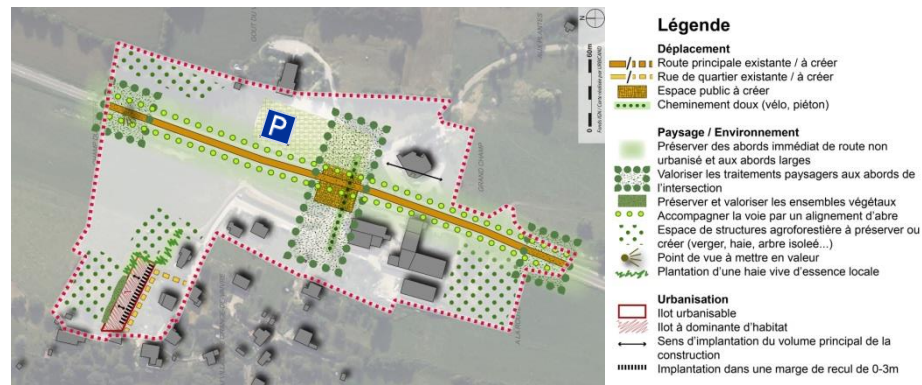 P
60m
0
GRAND CHAMP
Légende
Déplacement
Route principale existante / à créer
Rue de quartier existante / à créer
Espace public à créer
Cheminement doux (vélo, piéton)
Paysage / Environnement
Préserver des abords immédiat de route non
urbanisé et aux abords larges
Valoriser les traitements paysagers aux abords de
l'intersection
Préserver et valoriser les ensembles végétaux
Accompagner la voie par un alignement d'abre
Espace de structures agroforestière à préserver ou
créer (verger, haie, arbre isoleé...)
Point de vue à mettre en valeur
Plantation d'une haie vive d'essence locale
Urbanisation
Ilot urbanisable
Ilot à dominante d'habitat
Sens d'implantation du volume principal de la
construction
Implantation dans une marge de recul de 0-3m